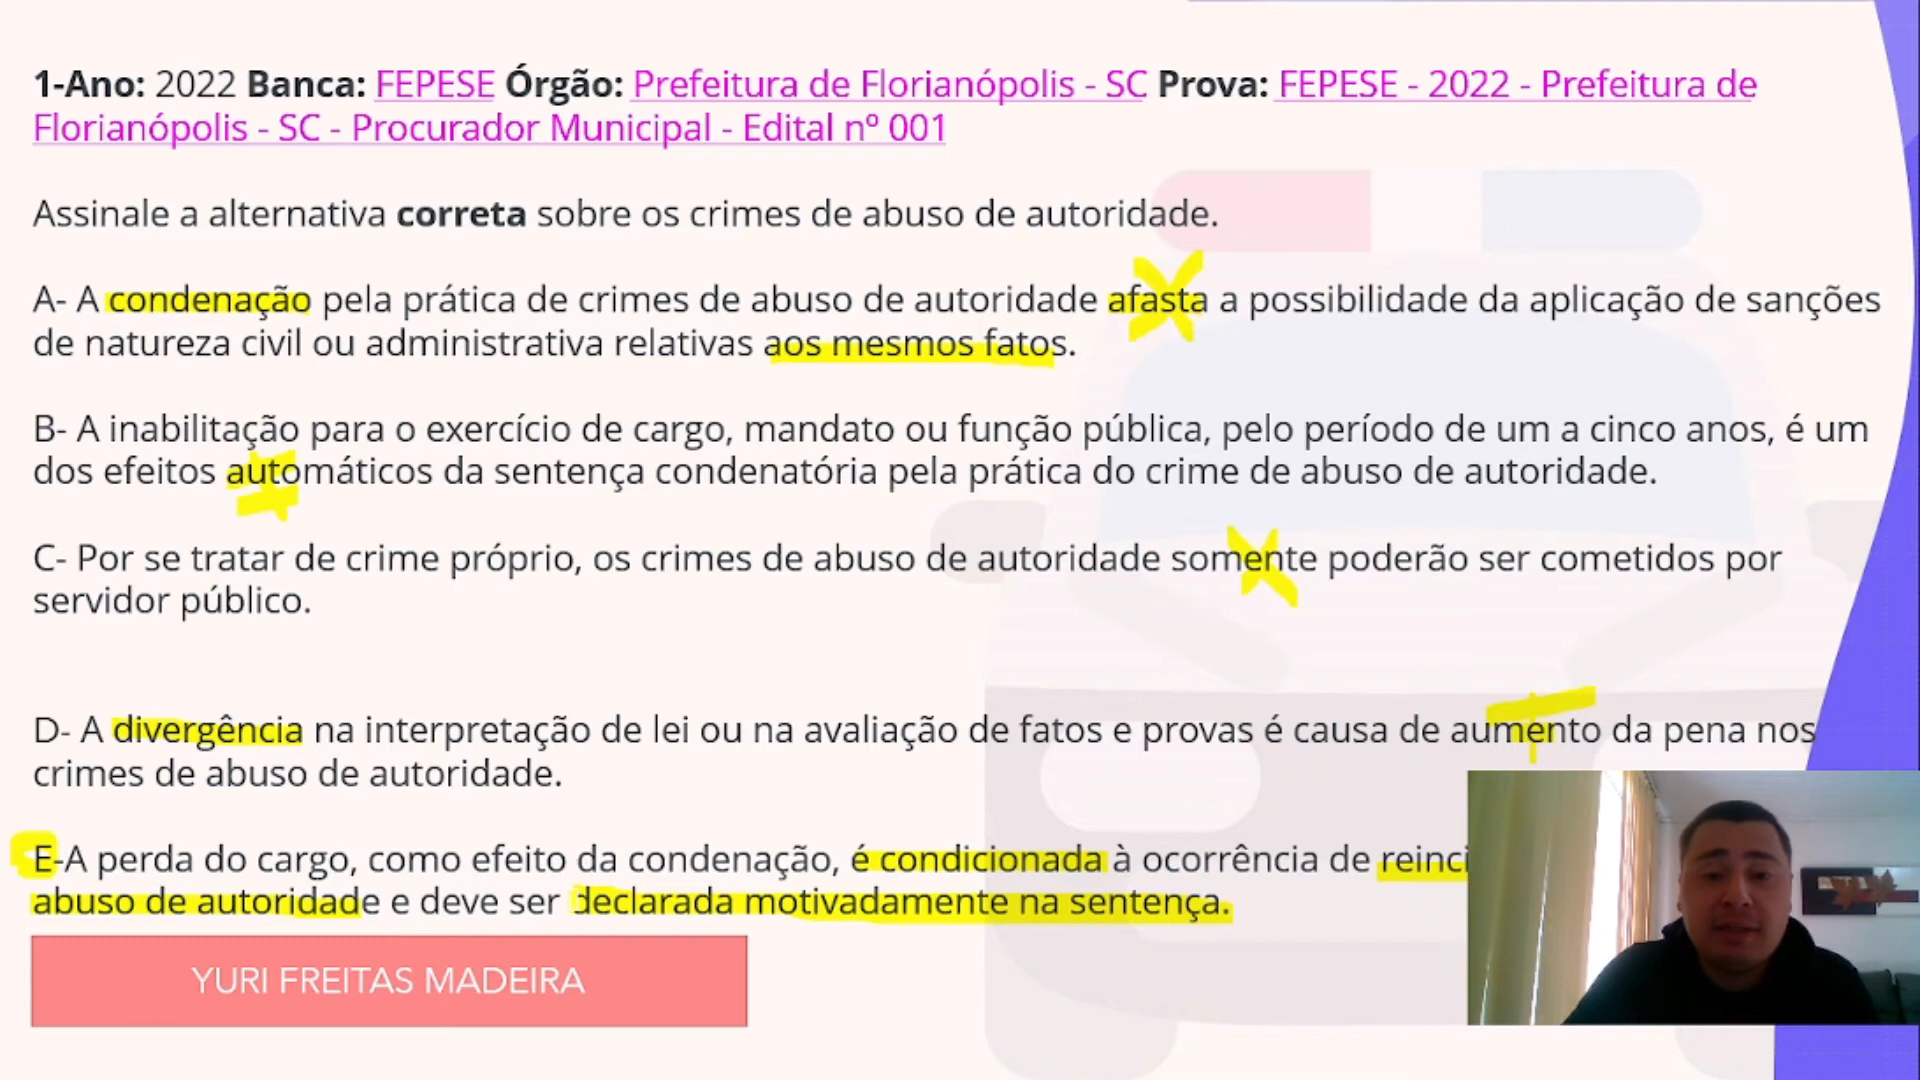 1-Ano: 2022 Banca: FEPESE Órgão: Prefeitura de Florianópolis - SC Prova: FEPESE - 2022 - Prefeitura de
Florianópolis - SC - Procurador Municipal - Edital nº 001
Assinale a alternativa correta sobre os crimes de abuso de autoridade.
A- A condenação pela prática de crimes de abuso de autoridade afasta a possibilidade da aplicação de sanções
de natureza civil ou administrativa relativas aos mesmos fatos.
B- A inabilitação para o exercício de cargo, mandato ou função pública, pelo período de um a cinco anos, é um
dos efeitos automáticos da sentença condenatória pela prática do crime de abuso de autoridade.
C- Por se tratar de crime próprio, os crimes de abuso de autoridade somente poderão ser cometidos por
servidor público.
D- A divergência na interpretação de lei ou na avaliação de fatos e provas é causa de aumento da pena nos
crimes de abuso de autoridade.
E-A perda do cargo, como efeito da condenação, é condicionada à ocorrência de
abuso de autoridade e deve ser declarada motivadamente na sentença.
YURI FREITAS MADEIRA